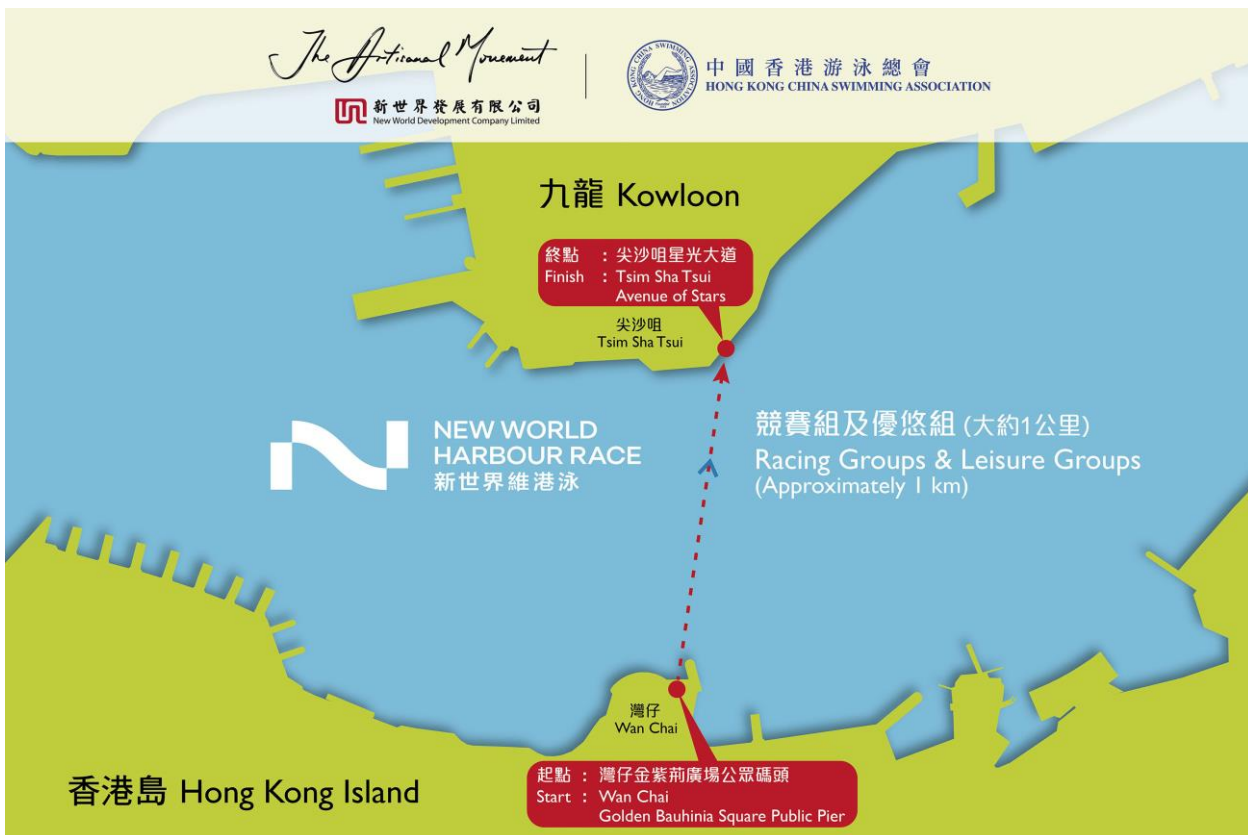 The Artisanal Movement
新世界發展有限公司
New World Development Company Limited
中國香港游泳總會
HONG KONG CHINA SWIMMING ASSOCIATION
HONG KONG CHINA SWIMMING ASSOCIATION
九龍 Kowloon
終點 : 尖沙咀星光大道
Finish : Tsim Sha Tsui
Avenue of Stars
尖沙咀
Tsim Sha Tsui
NEW WORLD
HARBOUR RACE
新世界維港泳
競賽組及優悠組 (大約1公里)
Racing Groups & Leisure Groups
(Approximately 1 km)
灣仔
Wan Chai
起點 : 灣仔金紫荊廣場公眾碼頭
Start : Wan Chai
Golden Bauhinia Square Public Pier
香港島 Hong Kong Island